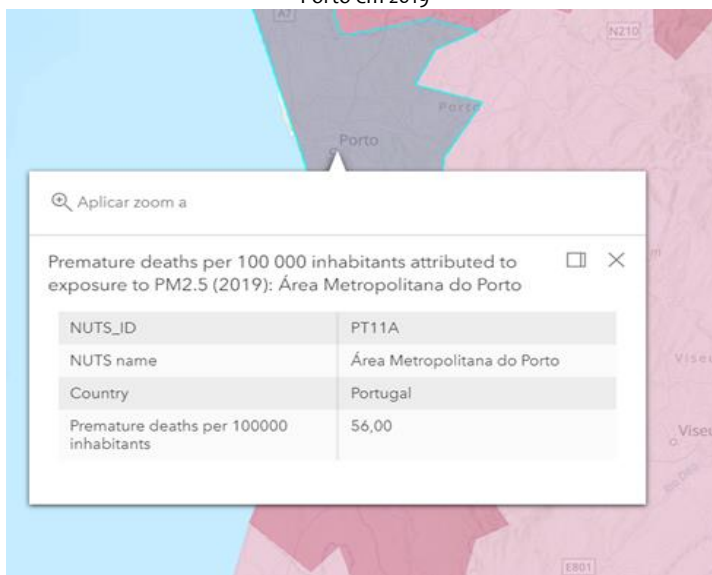 Porto em 2019
A7
N210
Porto
Porto
Aplicar zoom a
Premature deaths per 100 000 inhabitants attributed to
exposure to PM2.5 (2019): Área Metropolitana do Porto
NUTS_ID PT11A
NUTS name Área Metropolitana do Porto
Country Portugal
Premature deaths per 100000 56,00
inhabitants
Viseu
E801